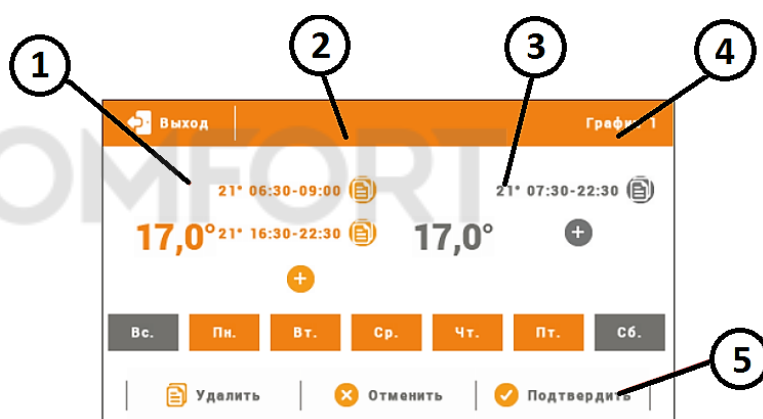 1
2
3
4
Выход
График 1
COMFORT
21° 06:30-09:00
21° 07:30-22:30
17,0° 21° 16:30-22:30
17,0°
Вс. Пн. Вт. Ср. Чт. Пт. Сб.
5
Удалить Отменить Подтвердить